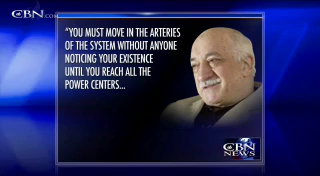 CBN.com
"YOU MUST MOVE IN THE ARTERIES
OF THE SYSTEM WITHOUT ANYONE
NOTICING YOUR EXISTENCE
UNTIL YOU REACH ALL THE
POWER CENTERS...
CBN
NEWS